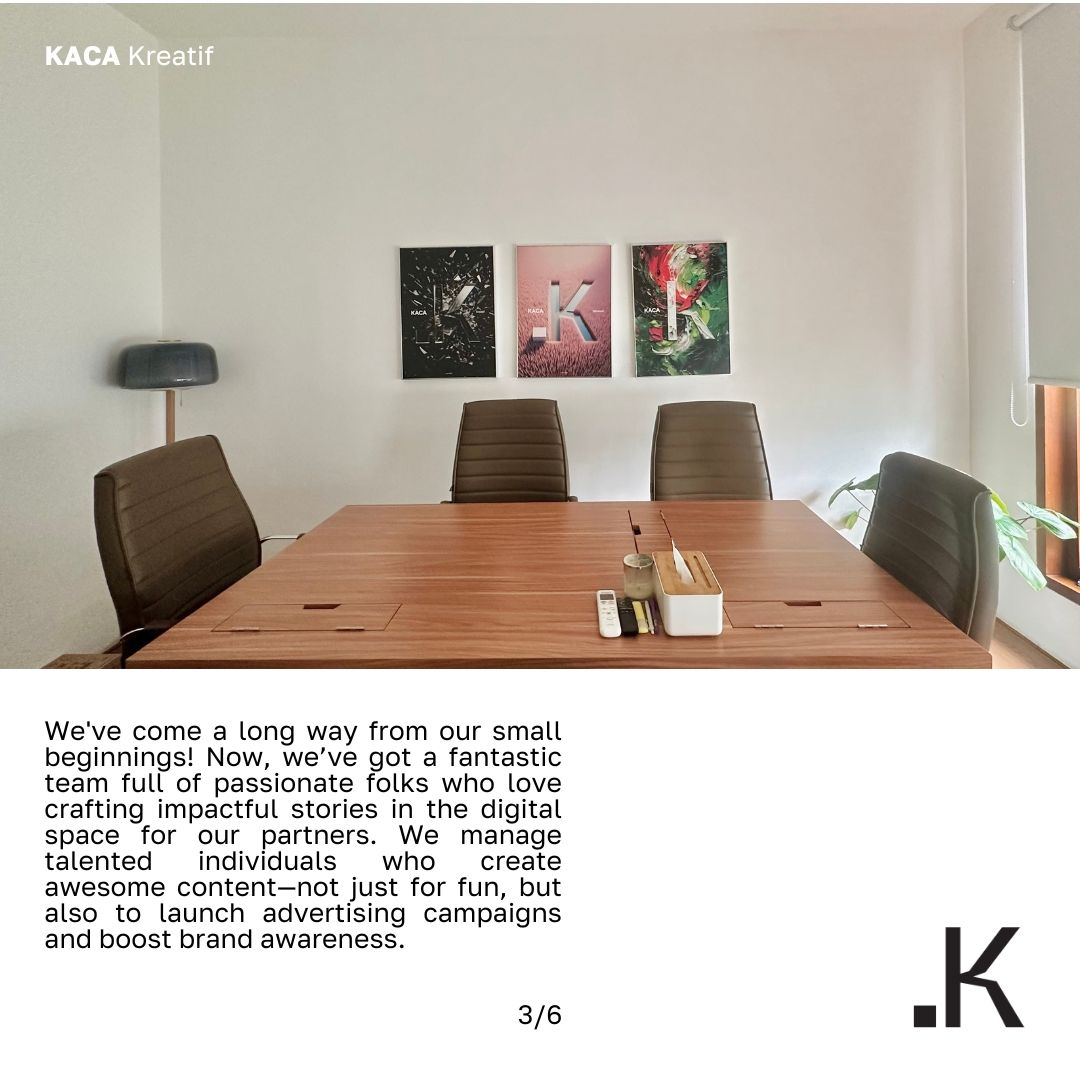 KACA Kreatif
KACA
KACA
.K
KACA
We've come a long way from our small
beginnings! Now, we’ve got a fantastic
team full of passionate folks who love
crafting impactful stories in the digital
space for our partners. We manage
talented individuals who create
awesome content—not just for fun, but
also to launch advertising campaigns
and boost brand awareness.
.K
3/6